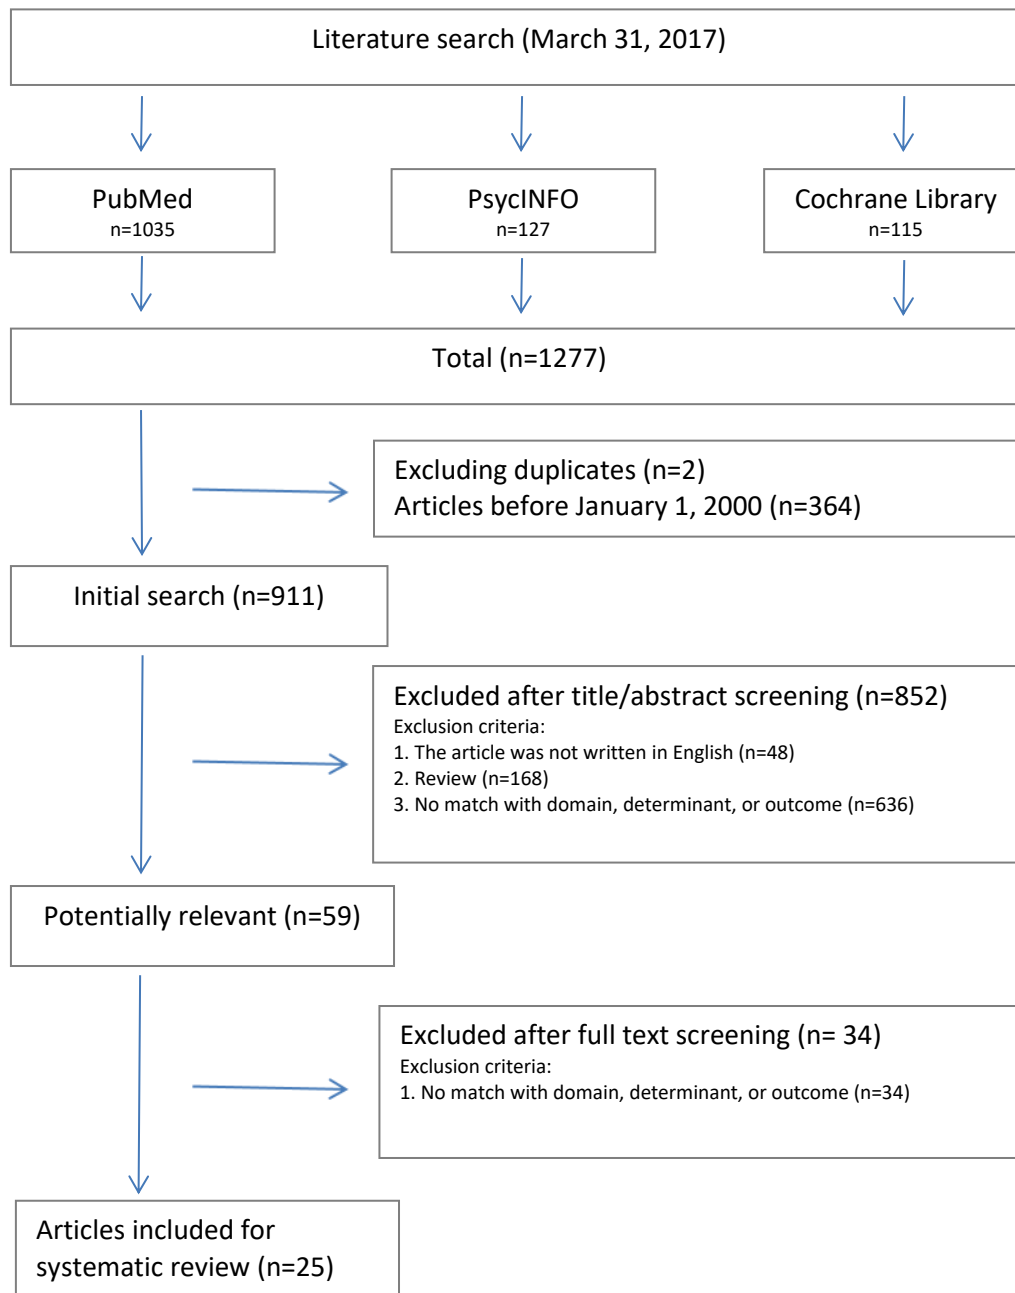 Literature search (March 31, 2017)
PubMed
n=1035
PsycINFO
n=127
Cochrane Library
n=115
Total (n=1277)
Excluding duplicates (n=2)
Articles before January 1, 2000 (n=364)
Initial search (n=911)
Excluded after title/abstract screening (n=852)
Exclusion criteria:
1. The article was not written in English (n=48)
2. Review (n=168)
3. No match with domain, determinant, or outcome (n=636)
Potentially relevant (n=59)
Excluded after full text screening (n= 34)
Exclusion criteria:
1. No match with domain, determinant, or outcome (n=34)
Articles included for
systematic review (n=25)